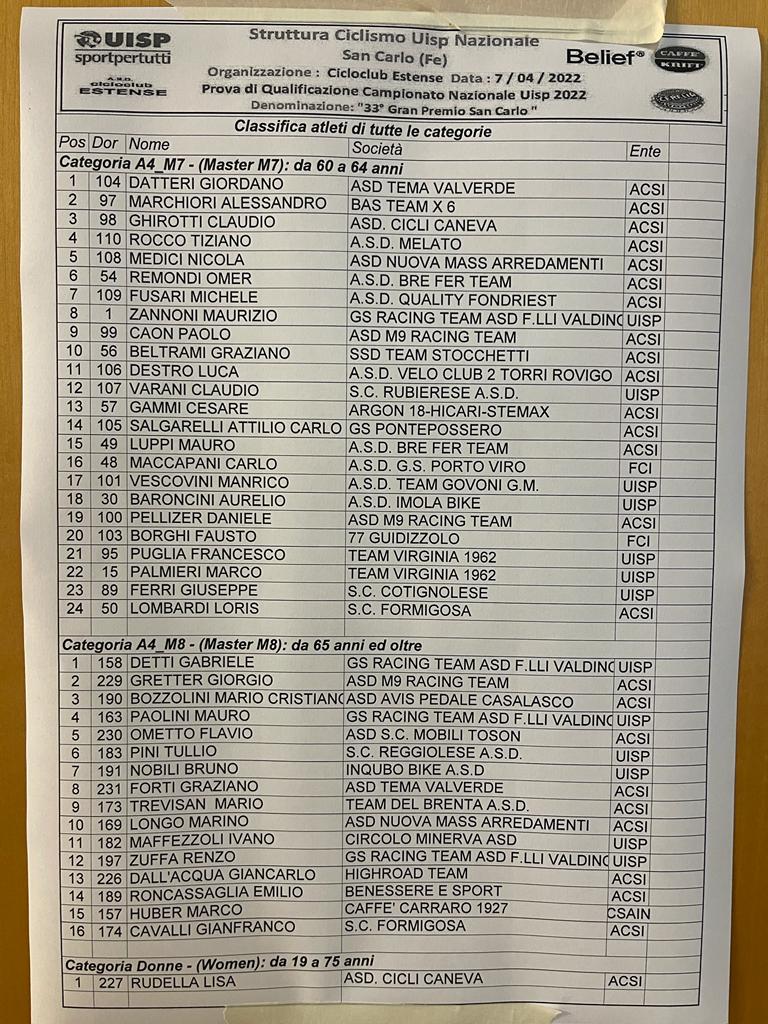 UISP
sportpertutti
A.S.D.
cicloclub
ESTENSE
Struttura Ciclismo Uisp Nazionale
San Carlo (Fe)
Organizzazione : Cicloclub Estense Data : 7 / 04 / 2022
Prova di Qualificazione Campionato Nazionale Uisp 2022
Denominazione: "33° Gran Premio San Carlo "
Belief®
CAFFE'
KRIFF
Classifica atleti di tutte le categorie
Pos Dor Nome Società Ente
Categoria A4_M7 - (Master M7): da 60 a 64 anni
1 104 DATTERI GIORDANO ASD TEMA VALVERDE ACSI
2 97 MARCHIORI ALESSANDRO BAS TEAM X 6 ACSI
3 98 GHIROTTI CLAUDIO ASD. CICLI CANEVA ACSI
4 110 ROCCO TIZIANO A.S.D. MELATO ACSI
5 108 MEDICI NICOLA ASD NUOVA MASS ARREDAMENTI ACSI
6 54 REMONDI OMER A.S.D. BRE FER TEAM ACSI
7 109 FUSARI MICHELE A.S.D. QUALITY FONDRIEST ACSI
8 1 ZANNONI MAURIZIO GS RACING TEAM ASD F.LLI VALDINO UISP
9 99 CAON PAOLO ASD M9 RACING TEAM ACSI
10 56 BELTRAMI GRAZIANO SSD TEAM STOCCHETTI ACSI
11 106 DESTRO LUCA A.S.D. VELO CLUB 2 TORRI ROVIGO ACSI
12 107 VARANI CLAUDIO S.C. RUBIERESE A.S.D. UISP
13 57 GAMMI CESARE ARGON 18-HICARI-STEMAX ACSI
14 105 SALGARELLI ATTILIO CARLO GS PONTEPOSSERO ACSI
15 49 LUPPI MAURO A.S.D. BRE FER TEAM ACSI
16 48 MACCAPANI CARLO A.S.D. G.S. PORTO VIRO FCI
17 101 VESCOVINI MANRICO A.S.D. TEAM GOVONI G.M. UISP
18 30 BARONCINI AURELIO A.S.D. IMOLA BIKE UISP
19 100 PELLIZER DANIELE ASD M9 RACING TEAM ACSI
20 103 BORGHI FAUSTO 77 GUIDIZZOLO FCI
21 95 PUGLIA FRANCESCO TEAM VIRGINIA 1962 UISP
22 15 PALMIERI MARCO TEAM VIRGINIA 1962 UISP
23 89 FERRI GIUSEPPE S.C. COTIGNOLESE UISP
24 50 LOMBARDI LORIS S.C. FORMIGOSA ACSI
Categoria A4_M8 - (Master M8): da 65 anni ed oltre
1 158 DETTI GABRIELE GS RACING TEAM ASD F.LLI VALDINO UISP
2 229 GRETTER GIORGIO ASD M9 RACING TEAM ACSI
3 190 BOZZOLINI MARIO CRISTIANO ASD AVIS PEDALE CASALASCO ACSI
4 163 PAOLINI MAURO GS RACING TEAM ASD F.LLI VALDINO UISP
5 230 OMETTO FLAVIO ASD S.C. MOBILI TOSON ACSI
6 183 PINI TULLIO S.C. REGGIOLESE A.S.D. UISP
7 191 NOBILI BRUNO INQUBO BIKE A.S.D UISP
8 231 FORTI GRAZIANO ASD TEMA VALVERDE ACSI
9 173 TREVISAN MARIO TEAM DEL BRENTA A.S.D. ACSI
10 169 LONGO MARINO ASD NUOVA MASS ARREDAMENTI ACSI
11 182 MAFFEZZOLI IVANO CIRCOLO MINERVA ASD UISP
12 197 ZUFFA RENZO GS RACING TEAM ASD F.LLI VALDINO UISP
13 226 DALL'ACQUA GIANCARLO HIGHROAD TEAM ACSI
14 189 RONCASSAGLIA EMILIO BENESSERE E SPORT ACSI
15 157 HUBER MARCO CAFFE' CARRARO 1927 CSAIN
16 174 CAVALLI GIANFRANCO S.C. FORMIGOSA ACSI
Categoria Donne - (Women): da 19 a 75 anni
1 227 RUDELLA LISA ASD. CICLI CANEVA ACSI